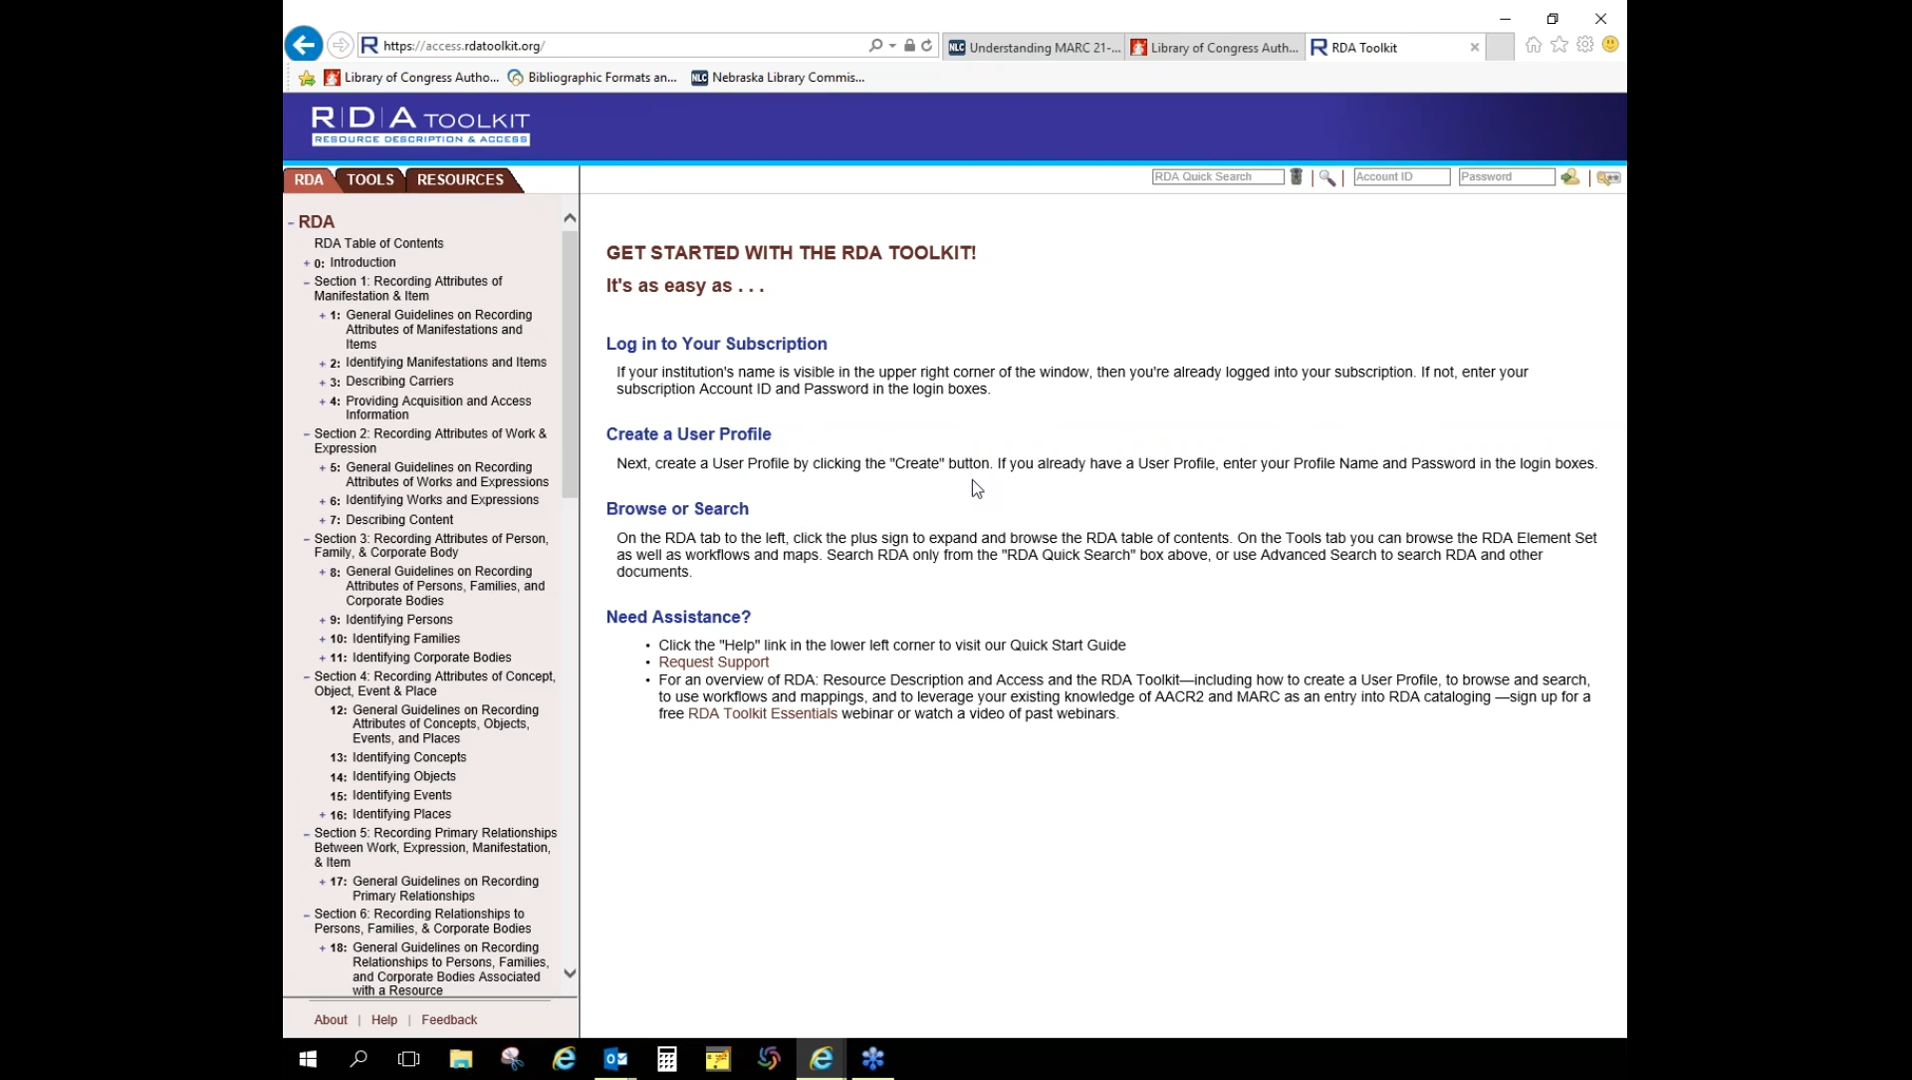 https://access.rdatoolkit.org/
Understanding MARC 21-...
Library of Congress Auth...
RDA Toolkit
Library of Congress Autho...
Bibliographic Formats an...
Nebraska Library Commis...
R|D|A TOOLKIT
RESOURCE DESCRIPTION & ACCESS
RDA
TOOLS
RESOURCES
RDA Quick Search
Account ID
Password
RDA
RDA Table of Contents
0: Introduction
Section 1: Recording Attributes of
Manifestation & Item
1: General Guidelines on Recording
Attributes of Manifestations and
Items
2: Identifying Manifestations and Items
3: Describing Carriers
4: Providing Acquisition and Access
Information
Section 2: Recording Attributes of Work &
Expression
5: General Guidelines on Recording
Attributes of Works and Expressions
6: Identifying Works and Expressions
7: Describing Content
Section 3: Recording Attributes of Person,
Family, & Corporate Body
8: General Guidelines on Recording
Attributes of Persons, Families, and
Corporate Bodies
9: Identifying Persons
10: Identifying Families
11: Identifying Corporate Bodies
Section 4: Recording Attributes of Concept,
Object, Event & Place
12: General Guidelines on Recording
Attributes of Concepts, Objects,
Events, and Places
13: Identifying Concepts
14: Identifying Objects
15: Identifying Events
16: Identifying Places
Section 5: Recording Primary Relationships
Between Work, Expression, Manifestation,
& Item
17: General Guidelines on Recording
Primary Relationships
Section 6: Recording Relationships to
Persons, Families, & Corporate Bodies
18: General Guidelines on Recording
Relationships to Persons, Families,
and Corporate Bodies Associated
with a Resource
About | Help | Feedback
GET STARTED WITH THE RDA TOOLKIT!
It's as easy as . . .
Log in to Your Subscription
If your institution's name is visible in the upper right corner of the window, then you're already logged into your subscription. If not, enter your
subscription Account ID and Password in the login boxes.
Create a User Profile
Next, create a User Profile by clicking the "Create" button. If you already have a User Profile, enter your Profile Name and Password in the login boxes.
Browse or Search
On the RDA tab to the left, click the plus sign to expand and browse the RDA table of contents. On the Tools tab you can browse the RDA Element Set
as well as workflows and maps. Search RDA only from the "RDA Quick Search" box above, or use Advanced Search to search RDA and other
documents.
Need Assistance?
• Click the "Help" link in the lower left corner to visit our Quick Start Guide
• Request Support
• For an overview of RDA: Resource Description and Access and the RDA Toolkit—including how to create a User Profile, to browse and search,
to use workflows and mappings, and to leverage your existing knowledge of AACR2 and MARC as an entry into RDA cataloging —sign up for a
free RDA Toolkit Essentials webinar or watch a video of past webinars.